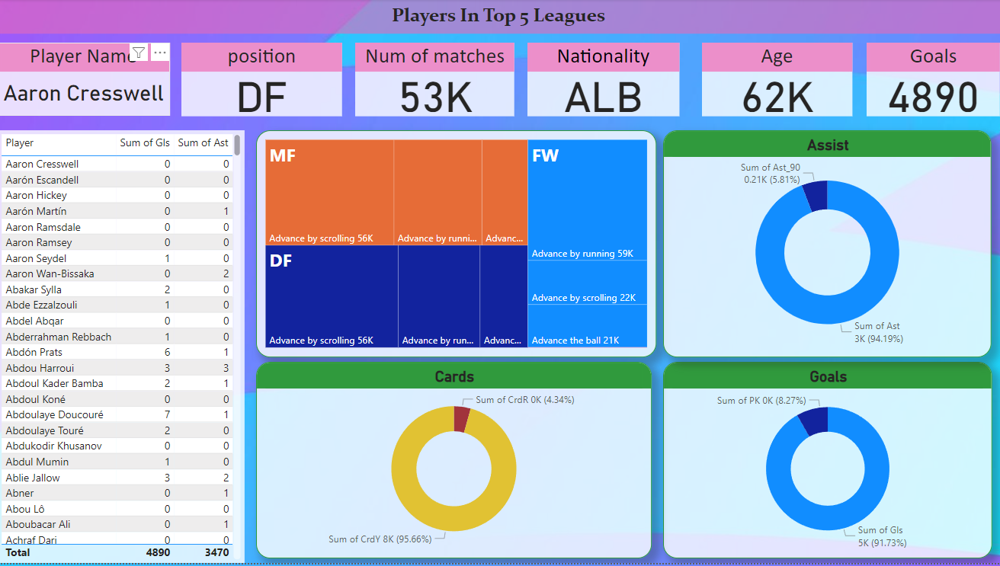 Players In Top 5 Leagues
Player Name
Aaron Cresswell
position
DF
Num of matches
53K
Nationality
ALB
Age
62K
Goals
4890
Player Sum of Gls Sum of Ast
Aaron Cresswell 0 0
Aarón Escandell 0 0
Aaron Hickey 0 0
Aarón Martín 0 1
Aaron Ramsdale 0 0
Aaron Ramsey 0 0
Aaron Seydel 1 0
Aaron Wan-Bissaka 0 2
Abakar Sylla 2 0
Abde Ezzalzouli 1 0
Abdel Abqar 0 0
Abderrahman Rebbach 1 0
Abdón Prats 6 1
Abdou Harroui 3 3
Abdoul Kader Bamba 2 1
Abdoul Koné 0 0
Abdoulaye Doucouré 7 1
Abdoulaye Touré 2 0
Abdukodir Khusanov 0 0
Abdul Mumin 1 0
Ablie Jallow 3 2
Abner 0 1
Abou Lô 0 0
Aboubacar Ali 0 1
Achraf Dari 0 0
Total 4890 3470
MF
Advance by scrolling 56K
Advance by runni...
Advanc...
DF
Advance by scrolling 56K
Advance by run...
Advanc...
FW
Advance by running 59K
Advance by scrolling 22K
Advance the ball 21K
Assist
Sum of Ast_90
0.21K (5.81%)
Sum of Ast
3K (94.19%)
Cards
Sum of CrdR 0K (4.34%)
Sum of CrdY 8K (95.66%)
Goals
Sum of PK 0K (8.27%)
Sum of Gls
5K (91.73%)